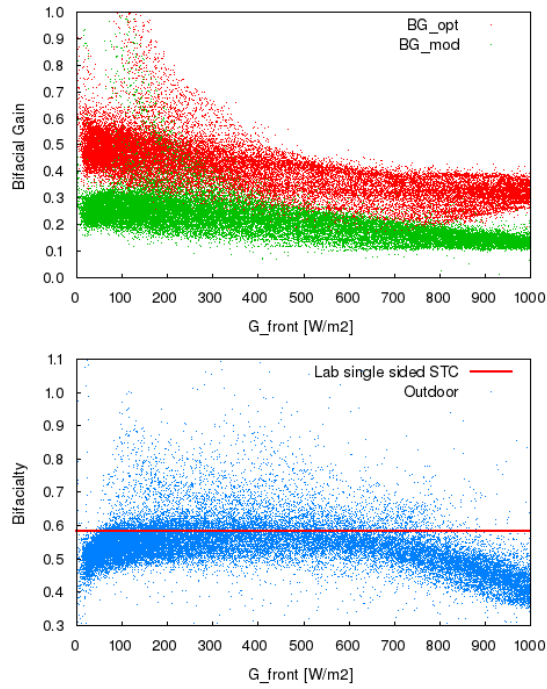 1.0
0.9
0.8
0.7
0.6
0.5
0.4
0.3
0.2
0.1
0.0
Bifacial Gain
BG_opt
BG_mod
0 100 200 300 400 500 600 700 800 900 1000
G_front [W/m2]
1.1
1.0
0.9
0.8
0.7
0.6
0.5
0.4
0.3
Bifacialty
Lab single sided STC
Outdoor
0 100 200 300 400 500 600 700 800 900 1000
G_front [W/m2]